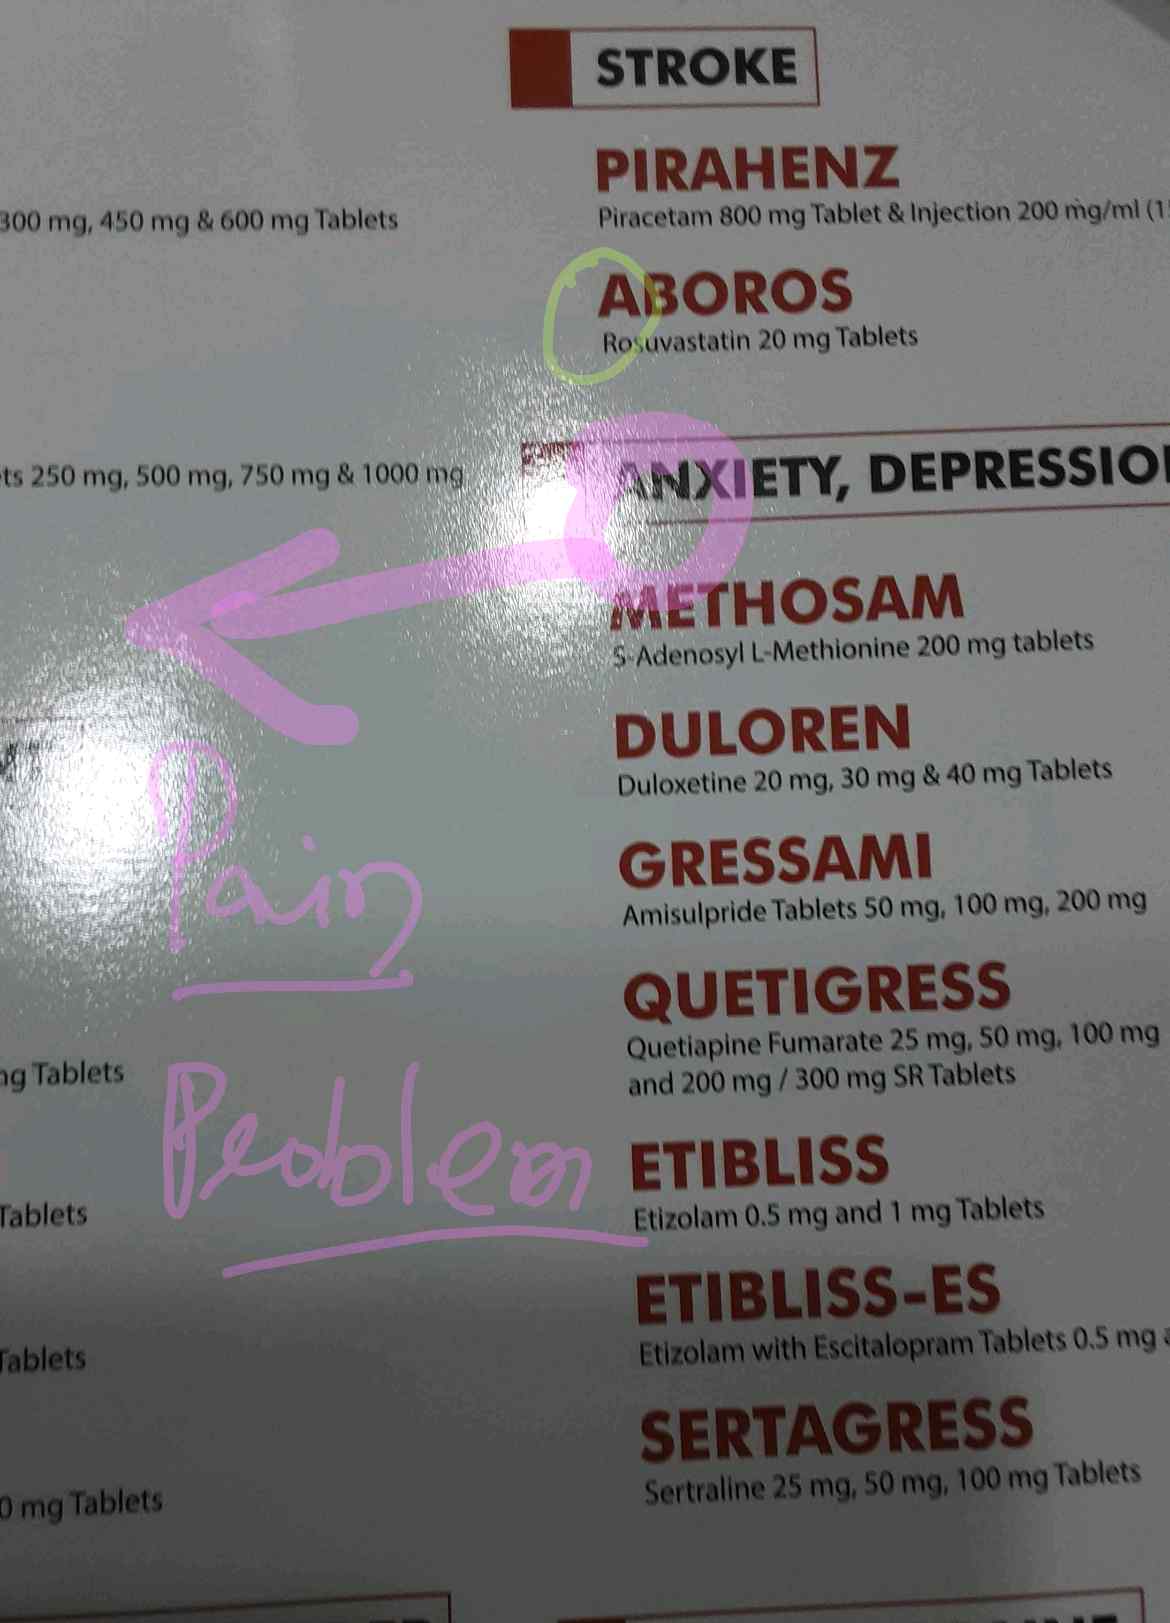 STROKE
PIRAHENZ
Piracetam 800 mg Tablet & Injection 200 mg/ml
300 mg, 450 mg & 600 mg Tablets
ABOROS
Rosuvastatin 20 mg Tablets
ANXIETY, DEPRESSIO
250 mg, 500 mg, 750 mg & 1000 mg
METHOSAM
S-Adenosyl L-Methionine 200 mg tablets
DULOREN
Duloxetine 20 mg, 30 mg & 40 mg Tablets
GRESSAMI
Amisulpride Tablets 50 mg, 100 mg, 200 mg
Pain
QUETIGRESS
Quetiapine Fumarate 25 mg, 50 mg, 100 mg
and 200 mg / 300 mg SR Tablets
Tablets
Problem
ETIBLISS
Etizolam 0.5 mg and 1 mg Tablets
Tablets
ETIBLISS-ES
Etizolam with Escitalopram Tablets 0.5 mg
Tablets
SERTAGRESS
Sertraline 25 mg, 50 mg, 100 mg Tablets
0 mg Tablets